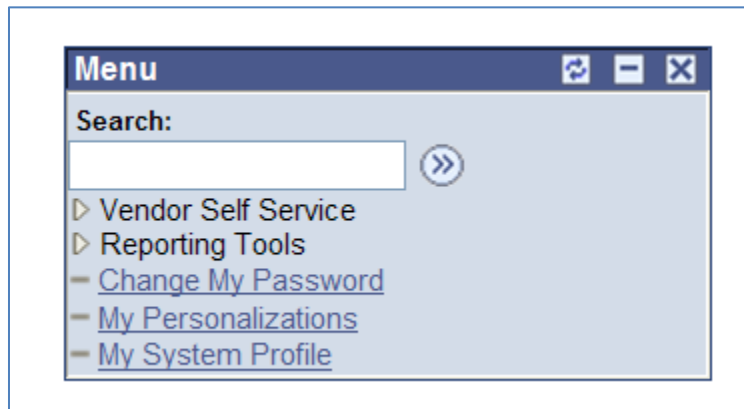 Menu
Search:
Vendor Self Service
Reporting Tools
Change My Password
My Personalizations
My System Profile